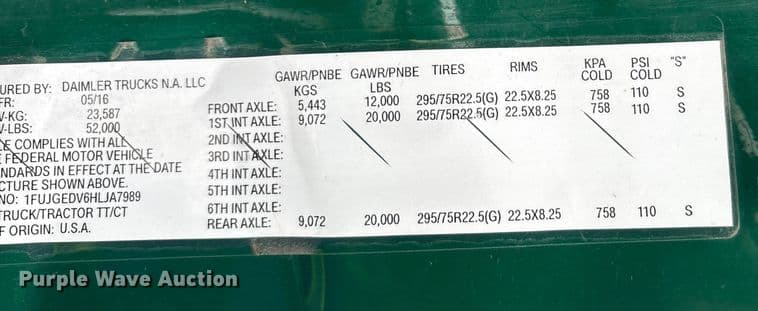 URED BY: DAIMLER TRUCKS N.A. LLC
FR: 05/16
V-KG: 23,587
V-LBS: 52,000
LE COMPLIES WITH ALL
E FEDERAL MOTOR VEHICLE
NDARDS IN EFFECT AT THE DATE
CTURE SHOWN ABOVE.
NO: 1FUJGEDV6HLJA7989
TRUCK/TRACTOR TT/CT
F ORIGIN: U.S.A.
GAWR/PNBE GAWR/PNBE TIRES RIMS KPA PSI "S"
KGS LBS COLD COLD
FRONT AXLE: 5,443 12,000 295/75R22.5(G) 22.5X8.25 758 110 S
1ST INT AXLE: 9,072 20,000 295/75R22.5(G) 22.5X8.25 758 110 S
2ND INT AXLE:
3RD INT AXLE:
4TH INT AXLE:
5TH INT AXLE:
6TH INT AXLE:
REAR AXLE: 9,072 20,000 295/75R22.5(G) 22.5X8.25 758 110 S
Purple Wave Auction